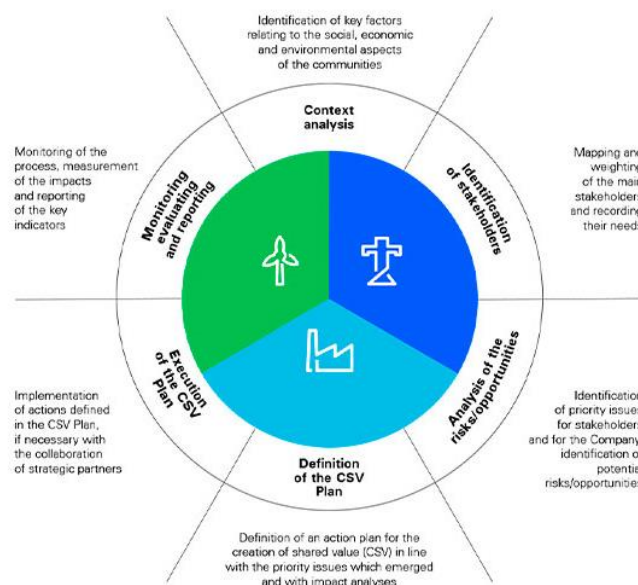 Identification of key factors
relating to the social, economic
and environmental aspects
of the communities
Context
analysis
Identification
of stakeholders
Mapping and
weighting
of the main
stakeholders
and recording
their needs
Analysis of the
risks/opportunities
Identification
of priority issues
for stakeholders
and for the Company
identification of
potential
risks/opportunities
Definition
of the CSV
Plan
Definition of an action plan for the
creation of shared value (CSV) in line
with the priority issues which emerged
and with impact analyses
Execution
of the CSV
Plan
Implementation
of actions defined
in the CSV Plan,
if necessary with
the collaboration
of strategic partners
Monitoring
evaluating
and reporting
Monitoring of the
process, measurement
of the impacts
and reporting
of the key
indicators